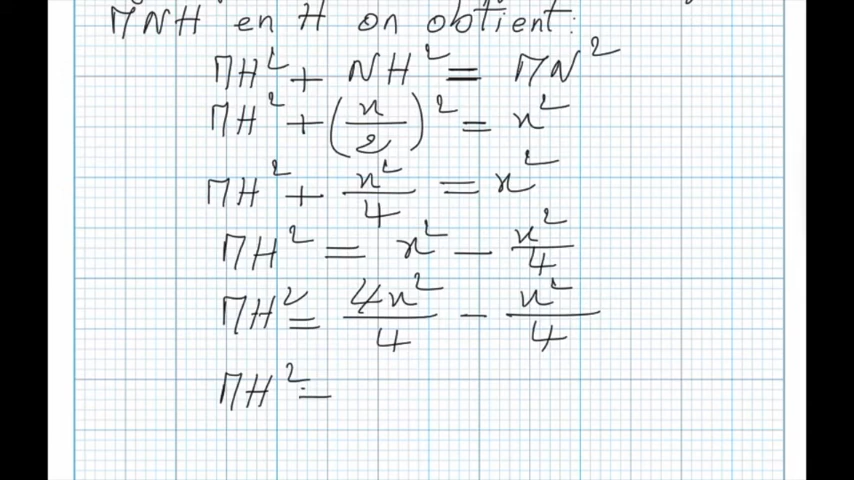 MNH en H on obtient:
MH² + NH² = MN²
MH² + (x/2)² = x²
MH² + x²/4 = x²
MH² = x² - x²/4
MH² = 4x²/4 - x²/4
MH² =